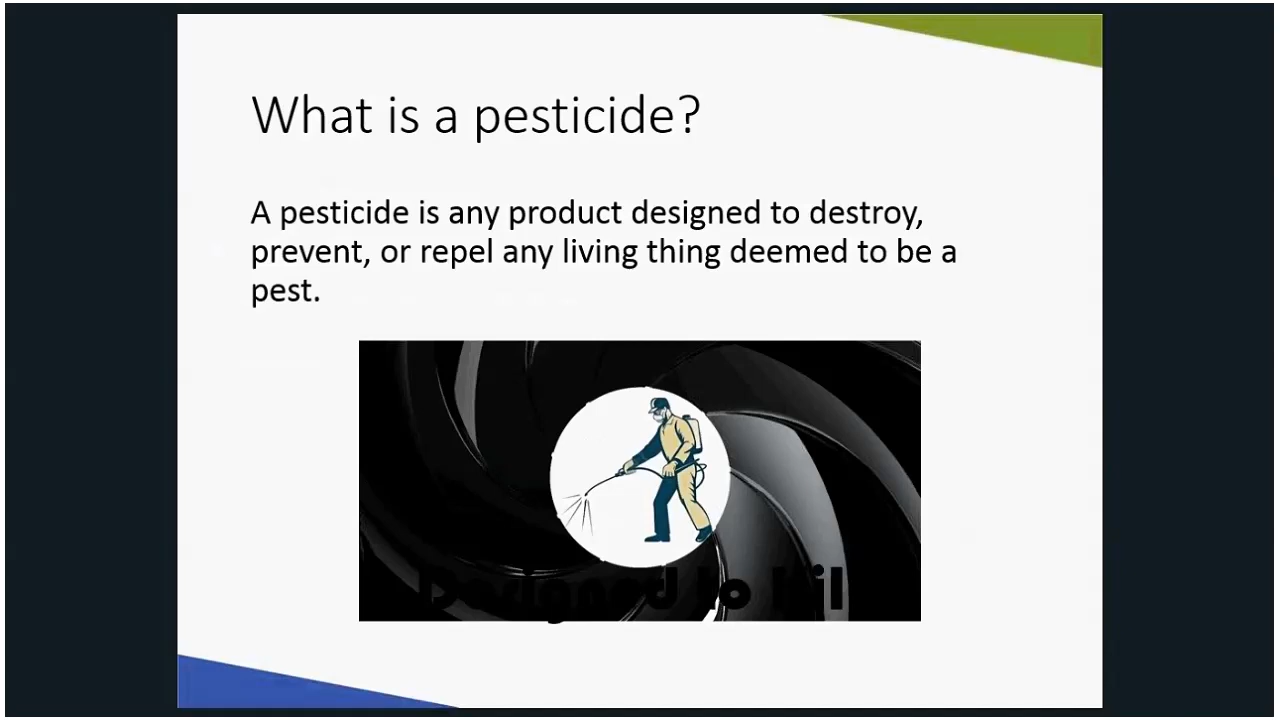 What is a pesticide?
A pesticide is any product designed to destroy,
prevent, or repel any living thing deemed to be a
pest.
Designed to